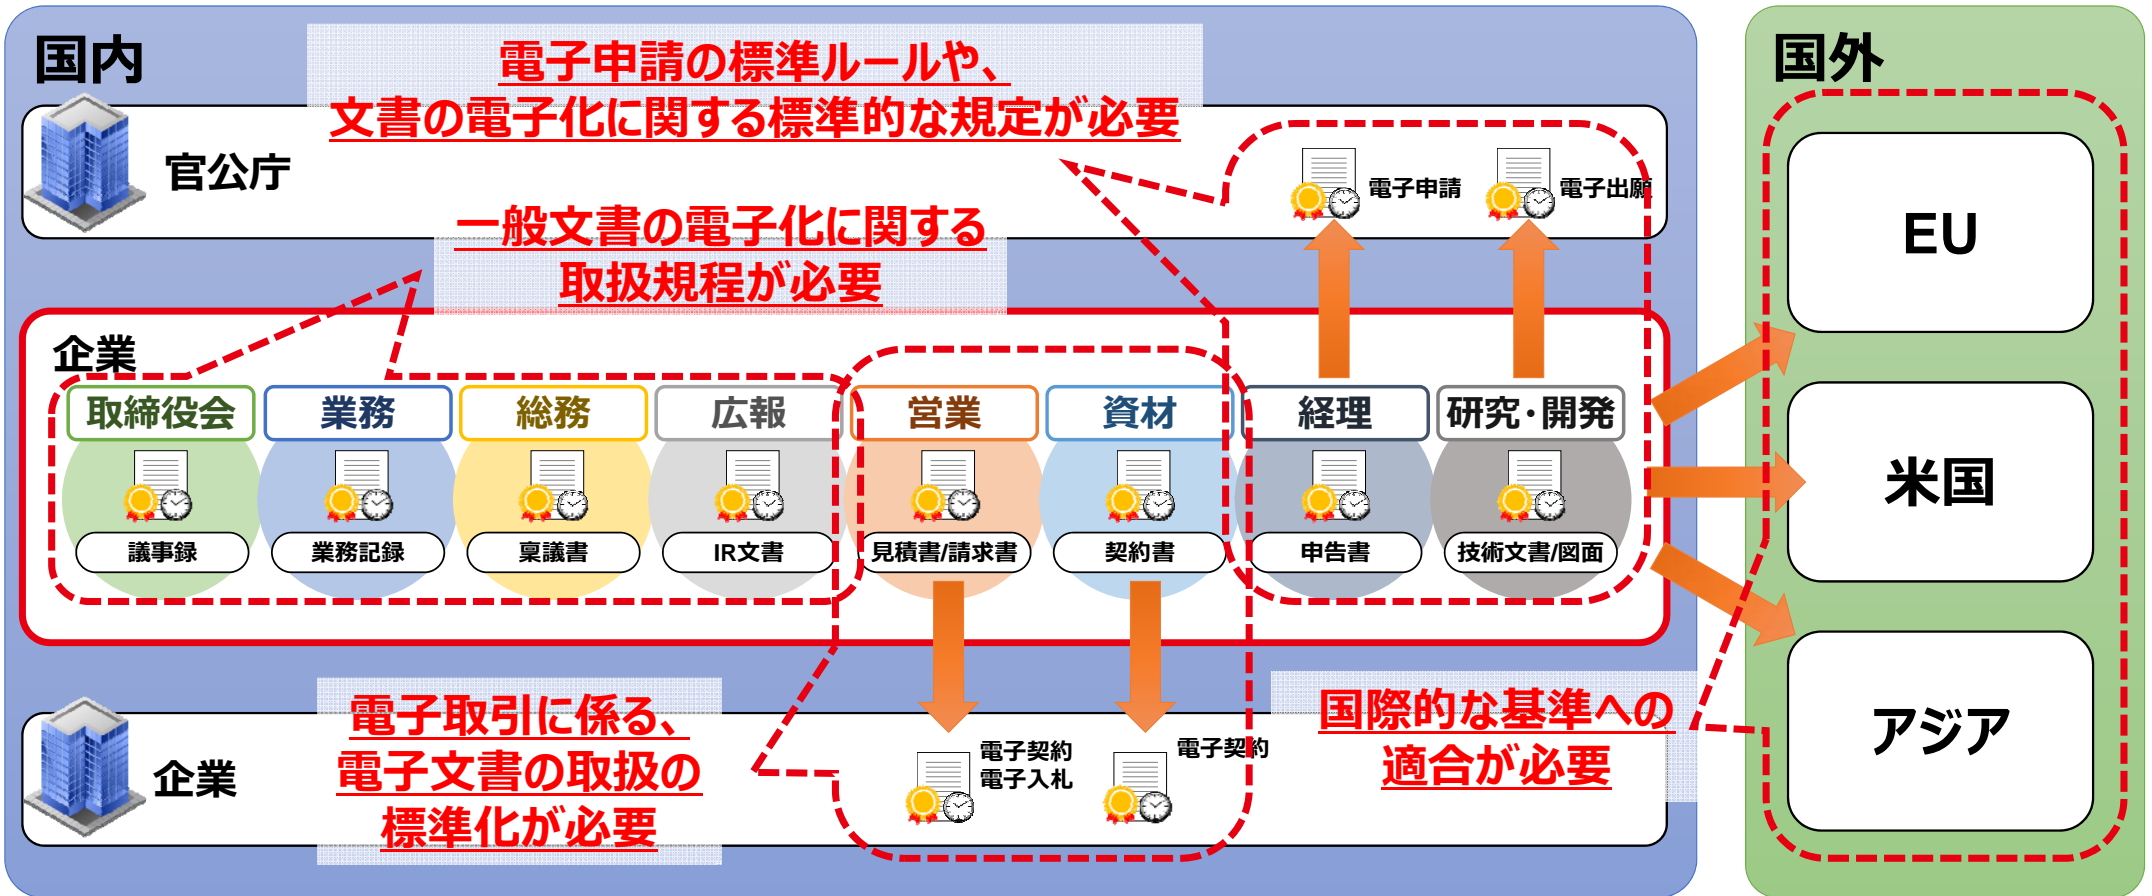 国内
国外
電子申請の標準ルールや、
文書の電子化に関する標準的な規定が必要
官公庁
電子申請
電子出願
一般文書の電子化に関する
取扱規程が必要
EU
企業
取締役会
業務
総務
広報
営業
資材
経理
研究・開発
米国
議事録
業務記録
稟議書
IR文書
見積書/請求書
契約書
申告書
技術文書/図面
アジア
企業
電子取引に係る、
電子文書の取扱の
標準化が必要
電子契約
電子入札
電子契約
国際的な基準への
適合が必要